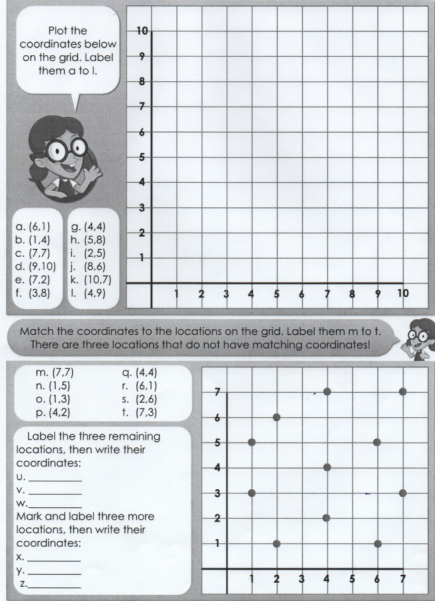 Plot the
coordinates below
on the grid. Label
them a to l.
10
9
8
7
6
5
4
3
2
1
1 2 3 4 5 6 7 8 9 10
a. (6,1)
b. (1,4)
c. (7,7)
d. (9,10)
e. (7,2)
f. (3,8)
g. (4,4)
h. (5,8)
i. (2,5)
j. (8,6)
k. (10,7)
l. (4,9)
Match the coordinates to the locations on the grid. Label them m to t.
There are three locations that do not have matching coordinates!
m. (7,7)
n. (1,5)
o. (1,3)
p. (4,2)
q. (4,4)
r. (6,1)
s. (2,6)
t. (7,3)
Label the three remaining
locations, then write their
coordinates:
u.
v.
w.
Mark and label three more
locations, then write their
coordinates:
x.
y.
z.
7
6
5
4
3
2
1
1 2 3 4 5 6 7